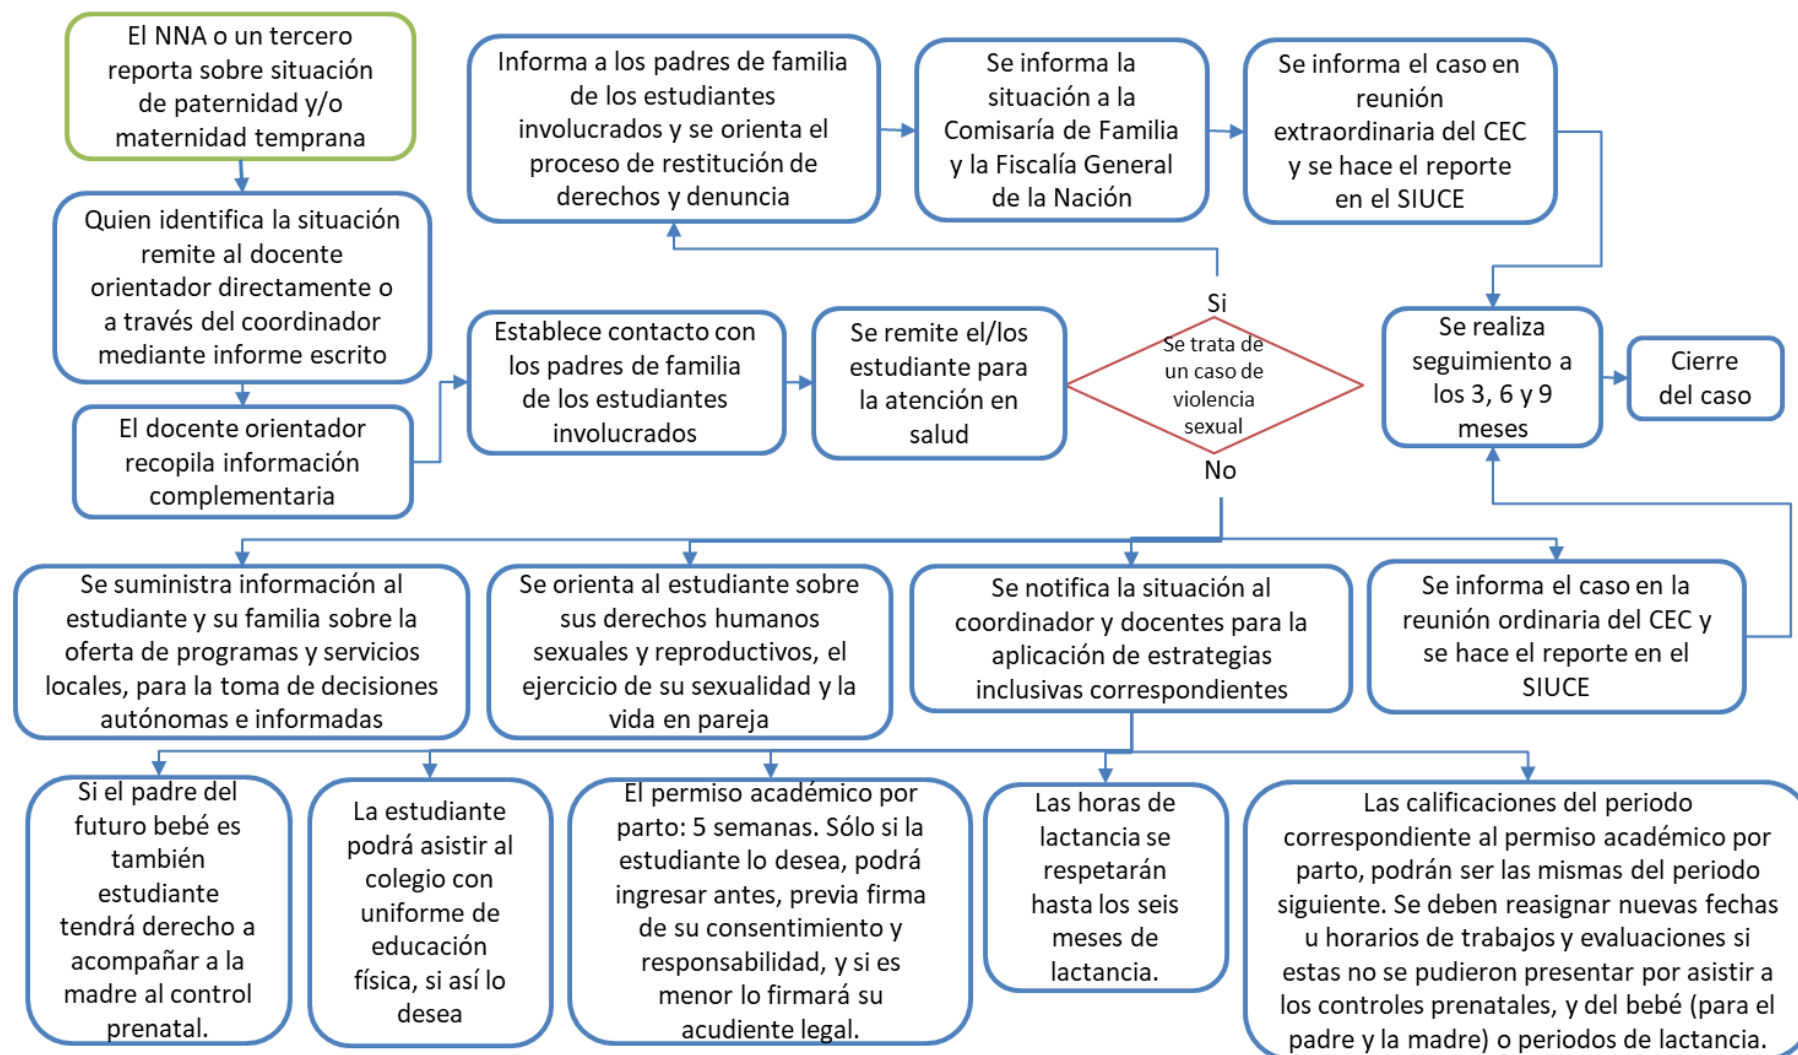 El NNA o un tercero
reporta sobre situación
de paternidad y/o
maternidad temprana
Quien identifica la situación
remite al docente
orientador directamente o
a través del coordinador
mediante informe escrito
El docente orientador
recopila información
complementaria
Establece contacto con
los padres de familia
de los estudiantes
involucrados
Se remite el/los
estudiante para
la atención en
salud
Se trata de
un caso de
violencia
sexual
Si
Informa a los padres de familia
de los estudiantes
involucrados y se orienta el
proceso de restitución de
derechos y denuncia
Se informa la
situación a la
Comisaría de Familia
y la Fiscalía General
de la Nación
Se informa el caso en
reunión
extraordinaria del CEC
y se hace el reporte
en el SIUCE
Se realiza
seguimiento a
los 3, 6 y 9
meses
Cierre
del caso
No
Se suministra información al
estudiante y su familia sobre la
oferta de programas y servicios
locales, para la toma de decisiones
autónomas e informadas
Se orienta al estudiante sobre
sus derechos humanos
sexuales y reproductivos, el
ejercicio de su sexualidad y la
vida en pareja
Se notifica la situación al
coordinador y docentes para la
aplicación de estrategias
inclusivas correspondientes
Se informa el caso en la
reunión ordinaria del CEC y
se hace el reporte en el
SIUCE
Si el padre del
futuro bebé es
también
estudiante
tendrá derecho a
acompañar a la
madre al control
prenatal.
La estudiante
podrá asistir al
colegio con
uniforme de
educación
física, si así lo
desea
El permiso académico por
parto: 5 semanas. Sólo si la
estudiante lo desea, podrá
ingresar antes, previa firma
de su consentimiento y
responsabilidad, y si es
menor lo firmará su
acudiente legal.
Las horas de
lactancia se
respetarán
hasta los seis
meses de
lactancia.
Las calificaciones del periodo
correspondiente al permiso académico por
parto, podrán ser las mismas del periodo
siguiente. Se deben reasignar nuevas fechas
u horarios de trabajos y evaluaciones si
estas no se pudieron presentar por asistir a
los controles prenatales, y del bebé (para el
padre y la madre) o periodos de lactancia.